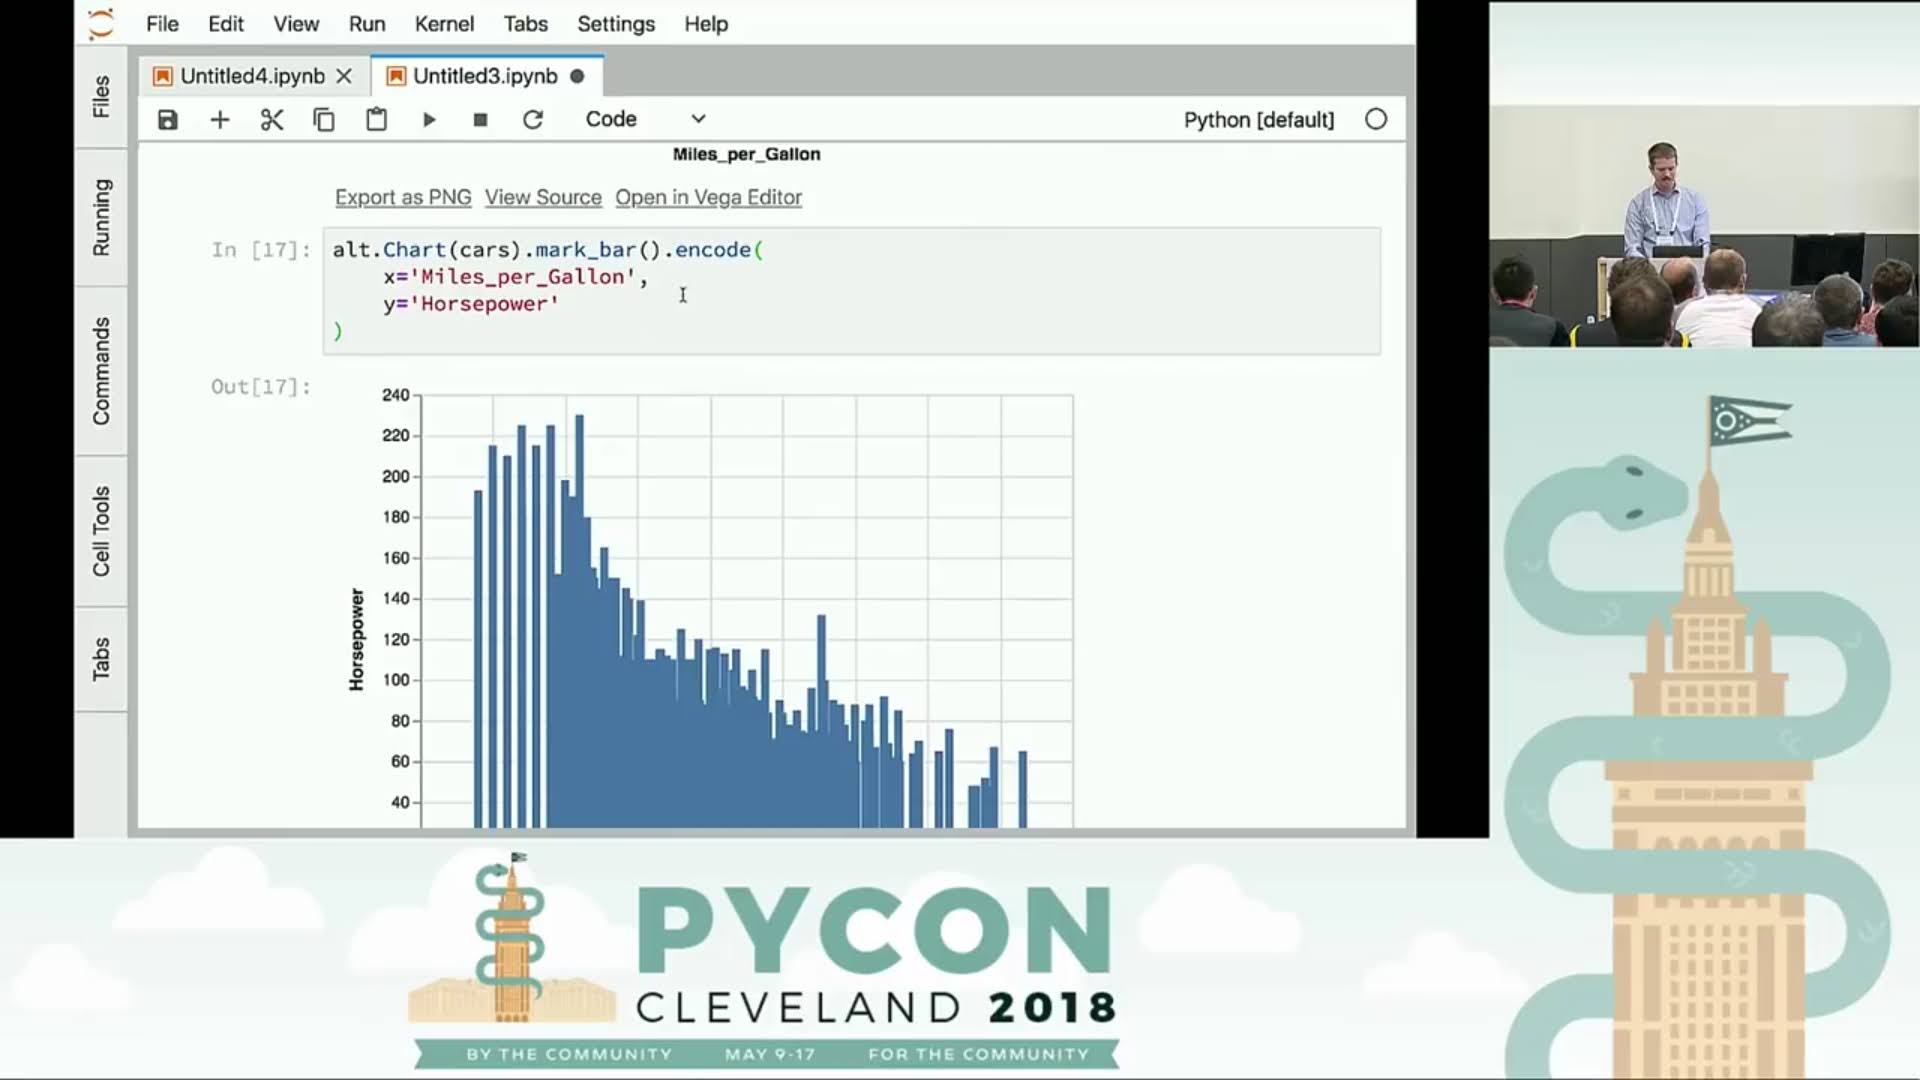 File Edit View Run Kernel Tabs Settings Help
Untitled4.ipynb
Untitled3.ipynb
Code
Python [default]
Files
Running
Commands
Cell Tools
Tabs
Miles_per_Gallon
Export as PNG View Source Open in Vega Editor
In [17]:
alt.Chart(cars).mark_bar().encode(
x='Miles_per_Gallon',
y='Horsepower'
)
Out[17]:
240
220
200
180
160
140
120
100
80
60
40
Horsepower
PYCON
CLEVELAND 2018
BY THE COMMUNITY MAY 9-17 FOR THE COMMUNITY